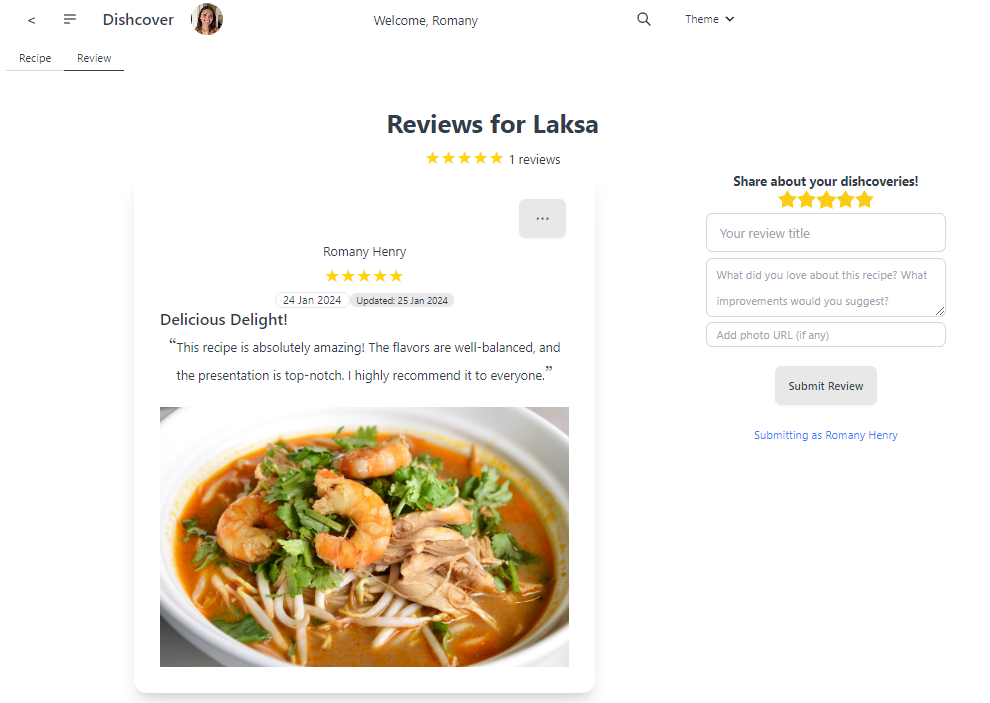 < Dishcover Welcome, Romany Theme
Recipe Review
Reviews for Laksa
★★★★★ 1 reviews
...
Romany Henry
★★★★★
24 Jan 2024 Updated: 25 Jan 2024
Delicious Delight!
“This recipe is absolutely amazing! The flavors are well-balanced, and
the presentation is top-notch. I highly recommend it to everyone.”
Share about your dishcoveries!
★★★★★
Your review title
What did you love about this recipe? What
improvements would you suggest?
Add photo URL (if any)
Submit Review
Submitting as Romany Henry